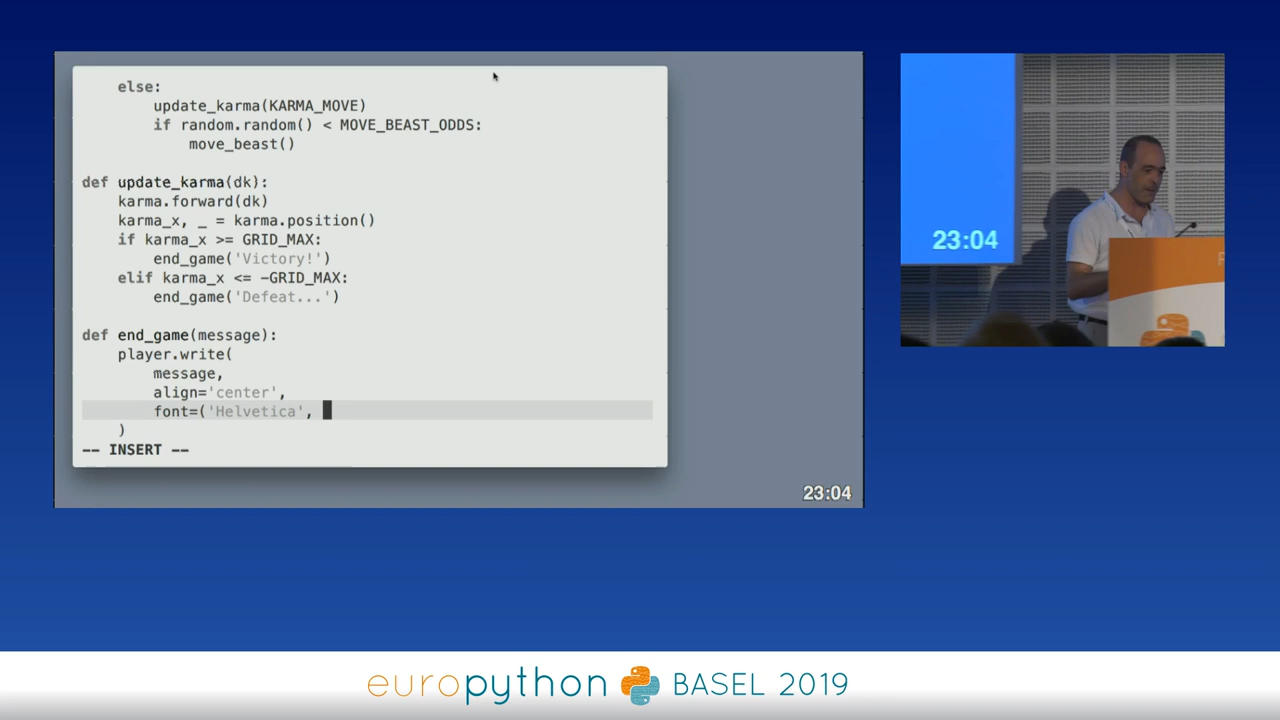 else:
        update_karma(KARMA_MOVE)
        if random.random() < MOVE_BEAST_ODDS:
            move_beast()
def update_karma(dk):
    karma.forward(dk)
    karma_x, _ = karma.position()
    if karma_x >= GRID_MAX:
        end_game('Victory!')
    elif karma_x <= -GRID_MAX:
        end_game('Defeat...')
def end_game(message):
    player.write(
        message,
        align='center',
        font=('Helvetica',
    )
-- INSERT --
23:04
23:04
europython BASEL 2019